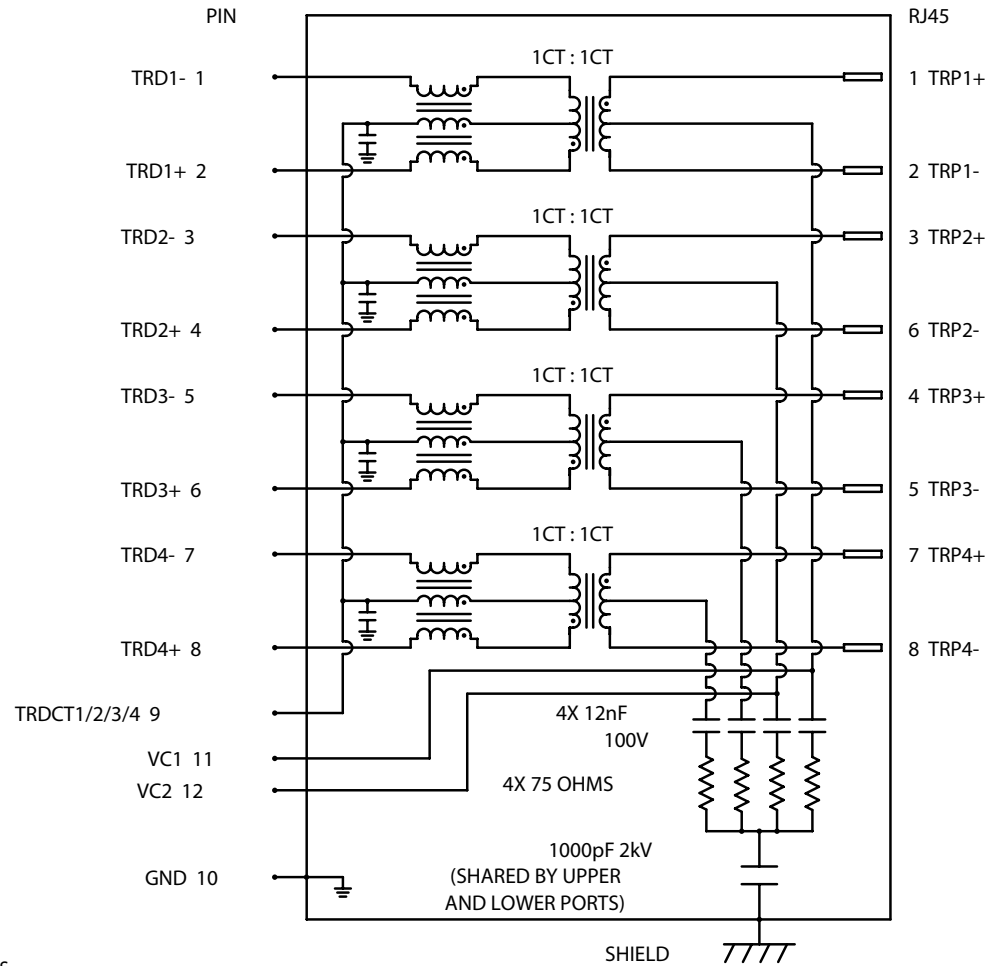 PIN
RJ45
1CT : 1CT
TRD1- 1
1 TRP1+
TRD1+ 2
2 TRP1-
1CT : 1CT
TRD2- 3
3 TRP2+
TRD2+ 4
6 TRP2-
1CT : 1CT
TRD3- 5
4 TRP3+
TRD3+ 6
5 TRP3-
1CT : 1CT
TRD4- 7
7 TRP4+
TRD4+ 8
8 TRP4-
TRDCT1/2/3/4 9
4X 12nF
100V
VC1 11
VC2 12
4X 75 OHMS
1000pF 2kV
(SHARED BY UPPER
AND LOWER PORTS)
GND 10
SHIELD